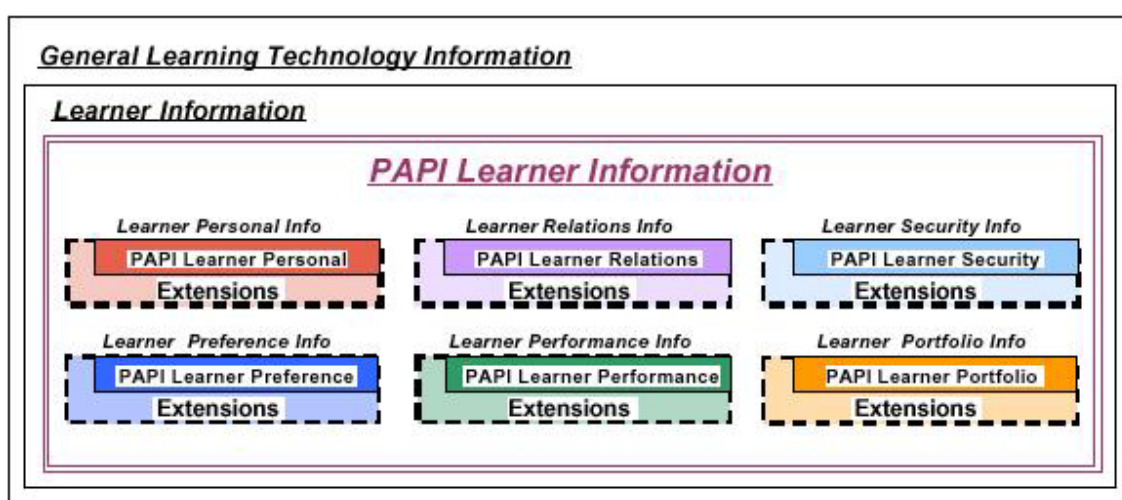 General Learning Technology Information
Learner Information
PAPI Learner Information
Learner Personal Info
PAPI Learner Personal
Extensions
Learner Relations Info
PAPI Learner Relations
Extensions
Learner Security Info
PAPI Learner Security
Extensions
Learner Preference Info
PAPI Learner Preference
Extensions
Learner Performance Info
PAPI Learner Performance
Extensions
Learner Portfolio Info
PAPI Learner Portfolio
Extensions